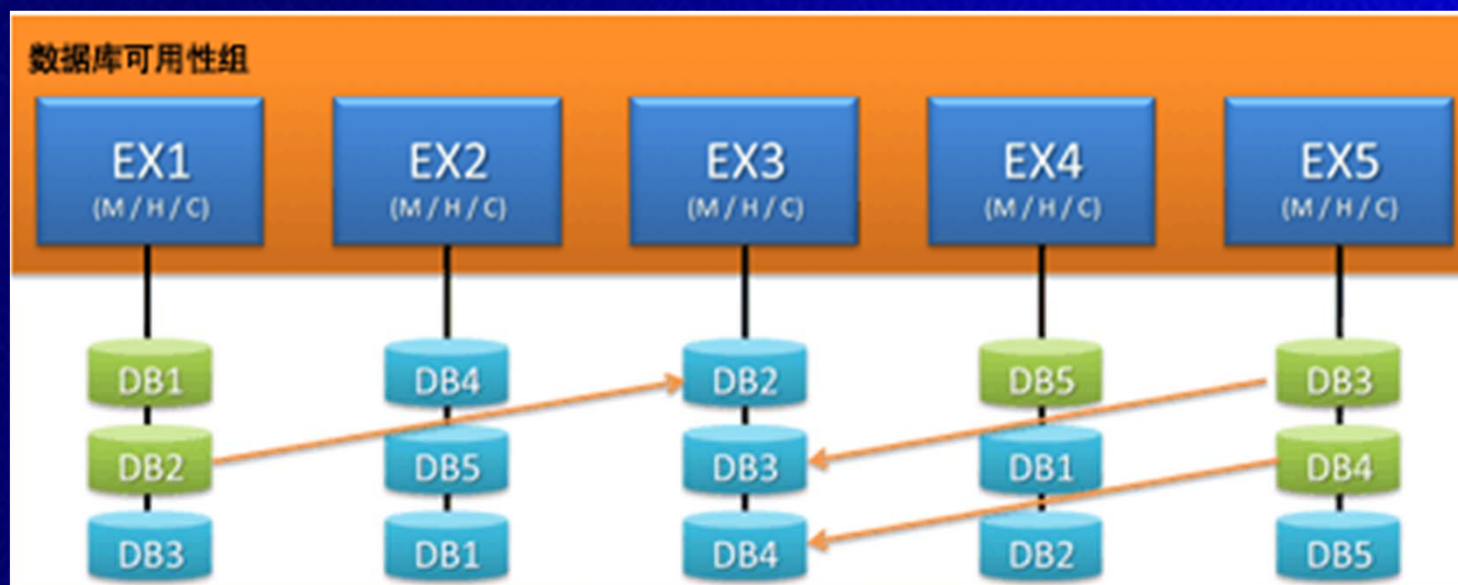 数据库可用性组
EX1 EX2 EX3 EX4 EX5
(M / H / C) (M / H / C) (M / H / C) (M / H / C) (M / H / C)
DB1 DB4 DB2 DB5 DB3
DB2 DB5 DB3 DB1 DB4
DB3 DB1 DB4 DB2 DB5